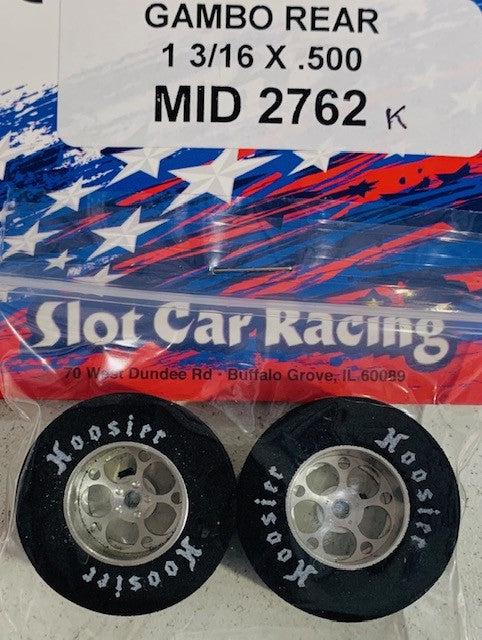 GAMBO REAR
1 3/16 X .500
MID 2762 K
Slot Car Racing
70 West Dundee Rd · Buffalo Grove, IL 60089
Hoosier
Hoosier
Hoosier
Hoosier